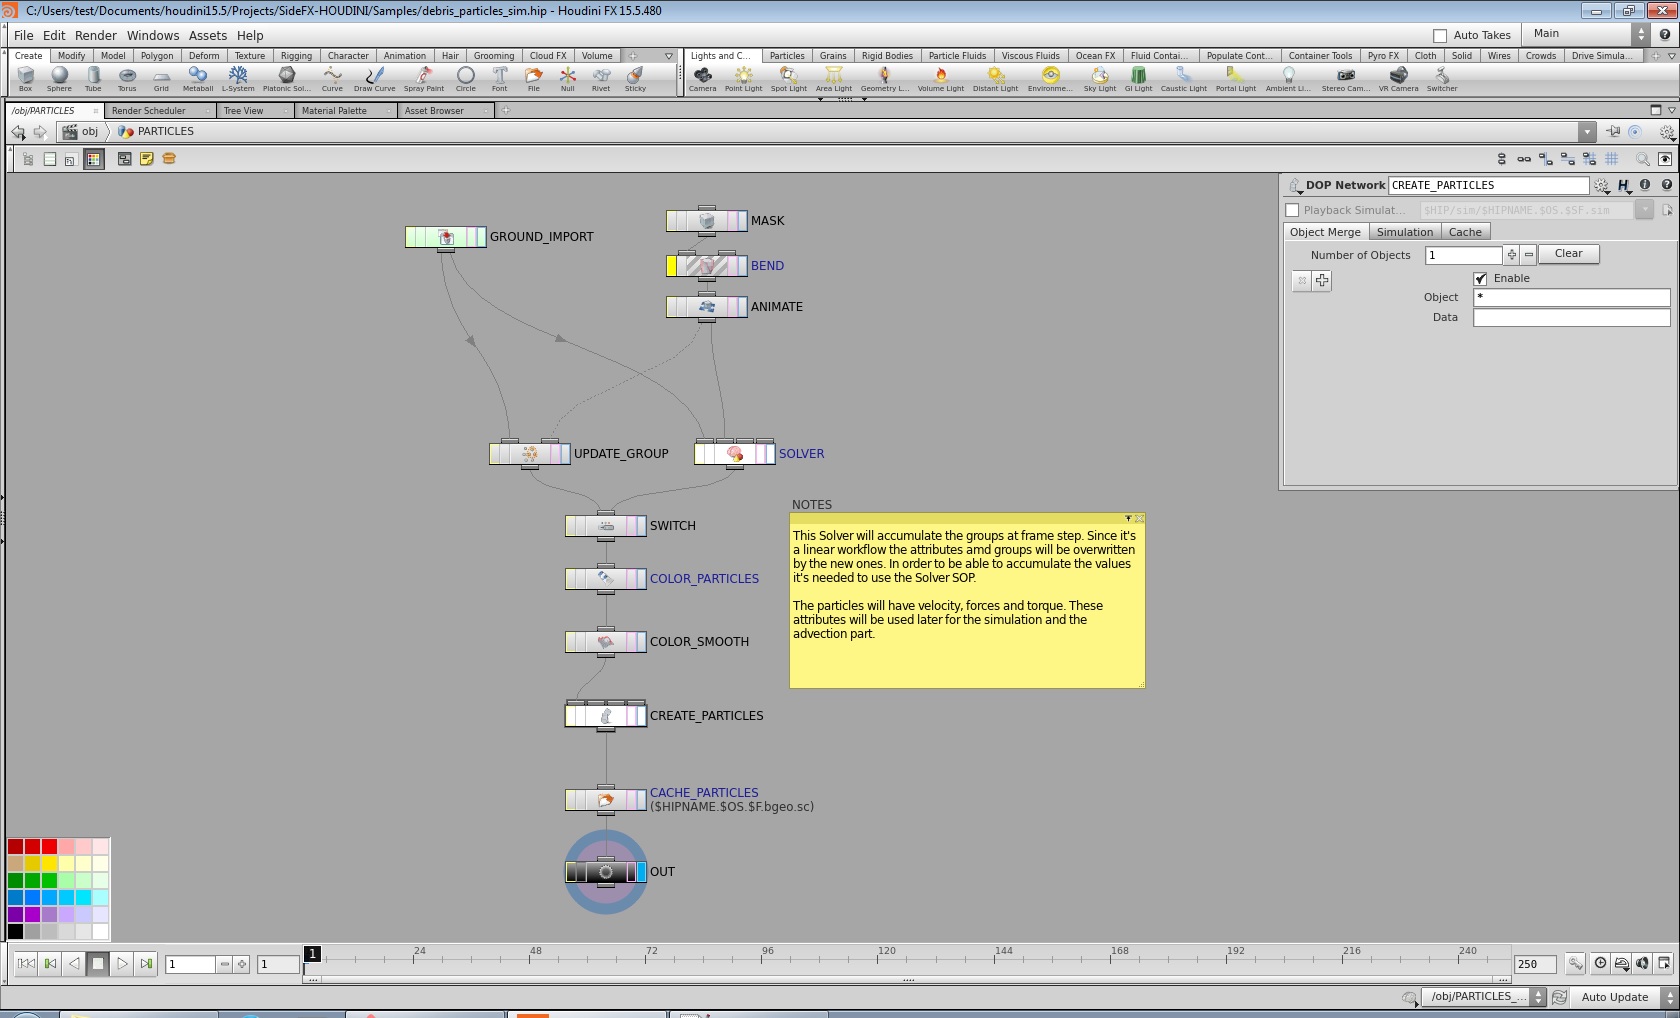 C:/Users/test/Documents/houdini15.5/Projects/SideFX-HOUDINI/Samples/debris_particles_sim.hip - Houdini FX 15.5.480
File Edit Render Windows Assets Help
Auto Takes
Main
Create Modify Model Polygon Deform Texture Rigging Character Animation Hair Grooming Cloud FX Volume
Lights and C... Particles Grains Rigid Bodies Particle Fluids Viscous Fluids Ocean FX Fluid Contai... Populate Cont... Container Tools Pyro FX Cloth Solid Wires Crowds Drive Simula...
Box Sphere Tube Torus Grid Metaball L-System Platonic Sol... Curve Draw Curve Spray Paint Circle Font File Null Rivet Sticky
Camera Point Light Spot Light Area Light Geometry L... Volume Light Distant Light Environme... Sky Light GI Light Caustic Light Portal Light Ambient Li... Stereo Cam... VR Camera Switcher
/obj/PARTICLES Render Scheduler Tree View Material Palette Asset Browser
obj PARTICLES
DOP Network CREATE_PARTICLES
Playback Simulat... $HIP/sim/$HIPNAME.$OS.$SF.sim
Object Merge Simulation Cache
Number of Objects 1 Clear
Enable
Object *
Data
MASK
GROUND_IMPORT
BEND
ANIMATE
UPDATE_GROUP
SOLVER
SWITCH
COLOR_PARTICLES
COLOR_SMOOTH
CREATE_PARTICLES
CACHE_PARTICLES
($HIPNAME.$OS.$F.bgeo.sc)
OUT
NOTES
This Solver will accumulate the groups at frame step. Since it's
a linear workflow the attributes amd groups will be overwritten
by the new ones. In order to be able to accumulate the values
it's needed to use the Solver SOP.
The particles will have velocity, forces and torque. These
attributes will be used later for the simulation and the
advection part.
1 1 1 24 48 72 96 120 144 168 192 216 240 250
/obj/PARTICLES_... Auto Update